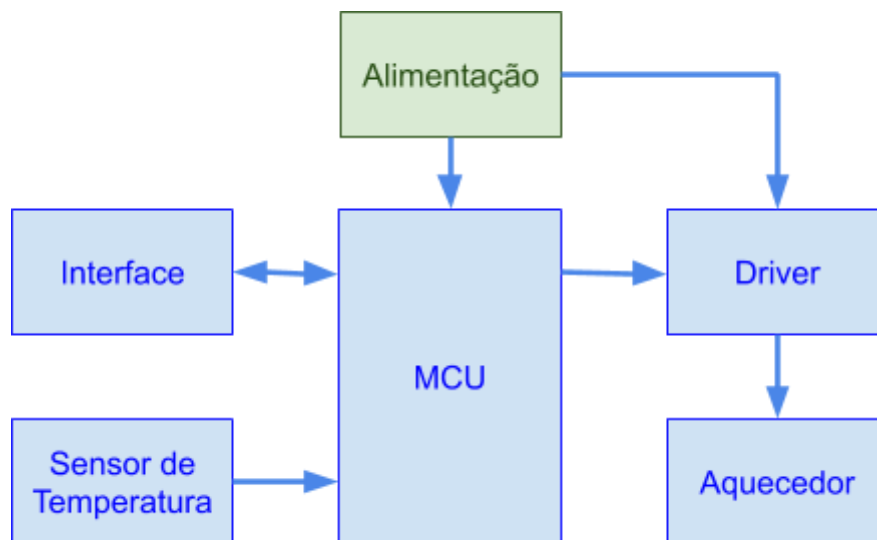 Alimentação
Interface
MCU
Driver
Sensor de
Temperatura
Aquecedor